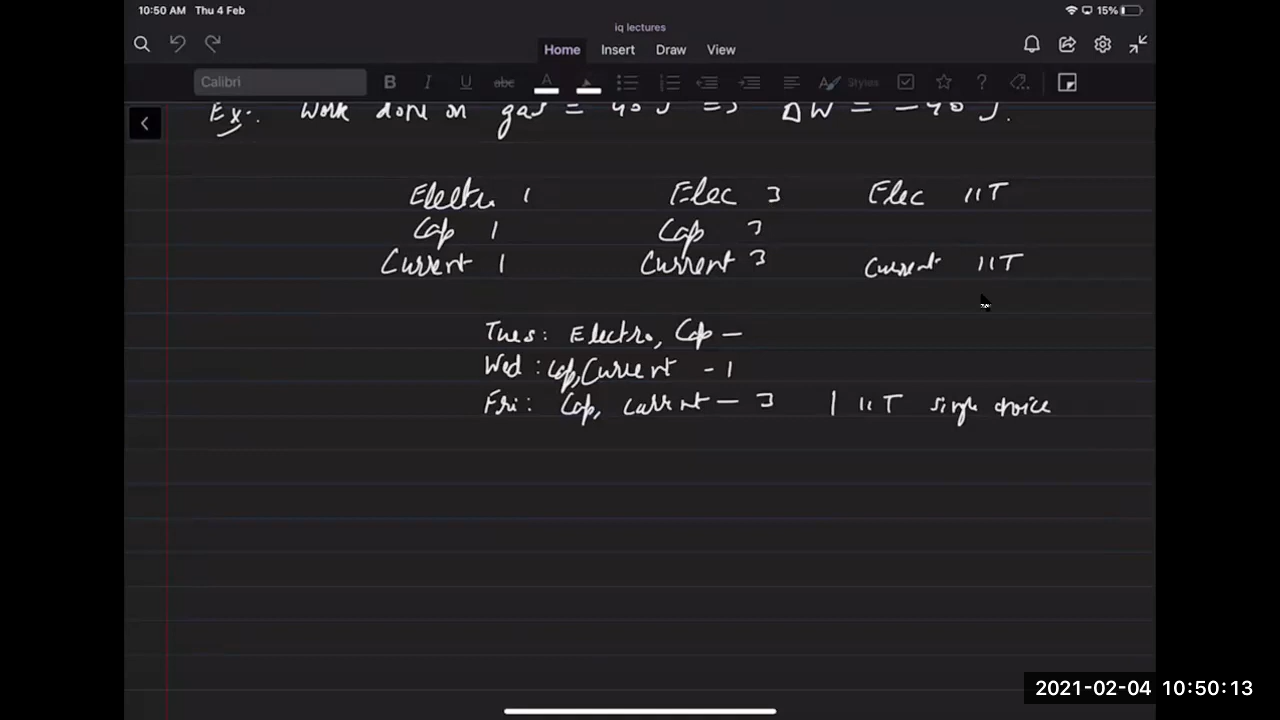 10:50 AM Thu 4 Feb
15%
iq lectures
Home Insert Draw View
Calibri B I U abc A Styles
Ex:. Work done on gas = 40 J => ΔW = - 40 J.
Electro 1 Elec 3 Elec IIT
Cap 1 Cap 3
Current 1 Current 3 Current IIT
Tues: Electro, Cap —
Wed: Cap, Current - 1
Fri: Cap, Current — 3 | IIT single choice
2021-02-04 10:50:13